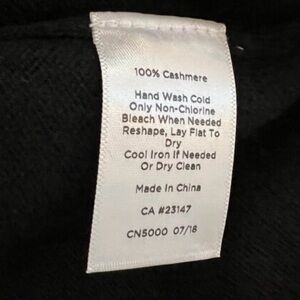 100% Cashmere
Hand Wash Cold
Only Non-Chlorine
Bleach When Needed
Reshape, Lay Flat To
Dry
Cool Iron If Needed
Or Dry Clean
Made In China
CA #23147
CN5000 07/18